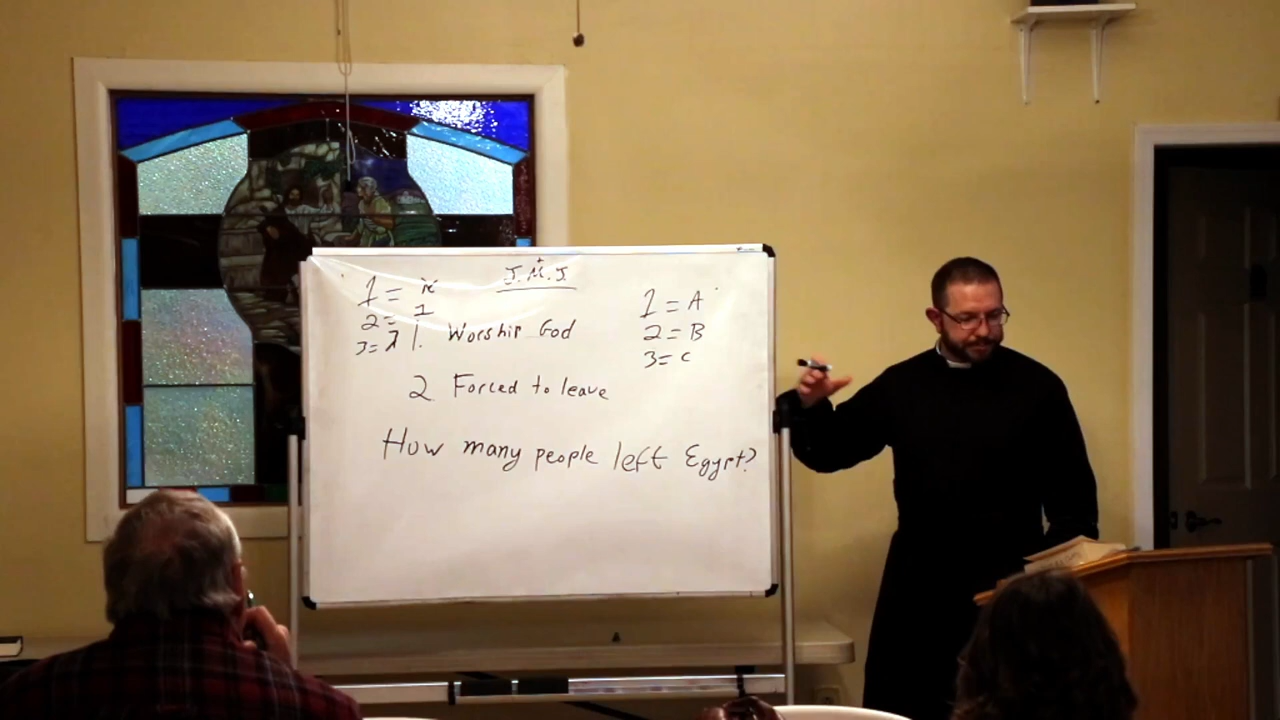 J.M.J.
1 = א
2 = ב
3 = ג
1 = A
2 = B
3 = C
1. Worship God
2 Forced to leave
How many people left Egypt?